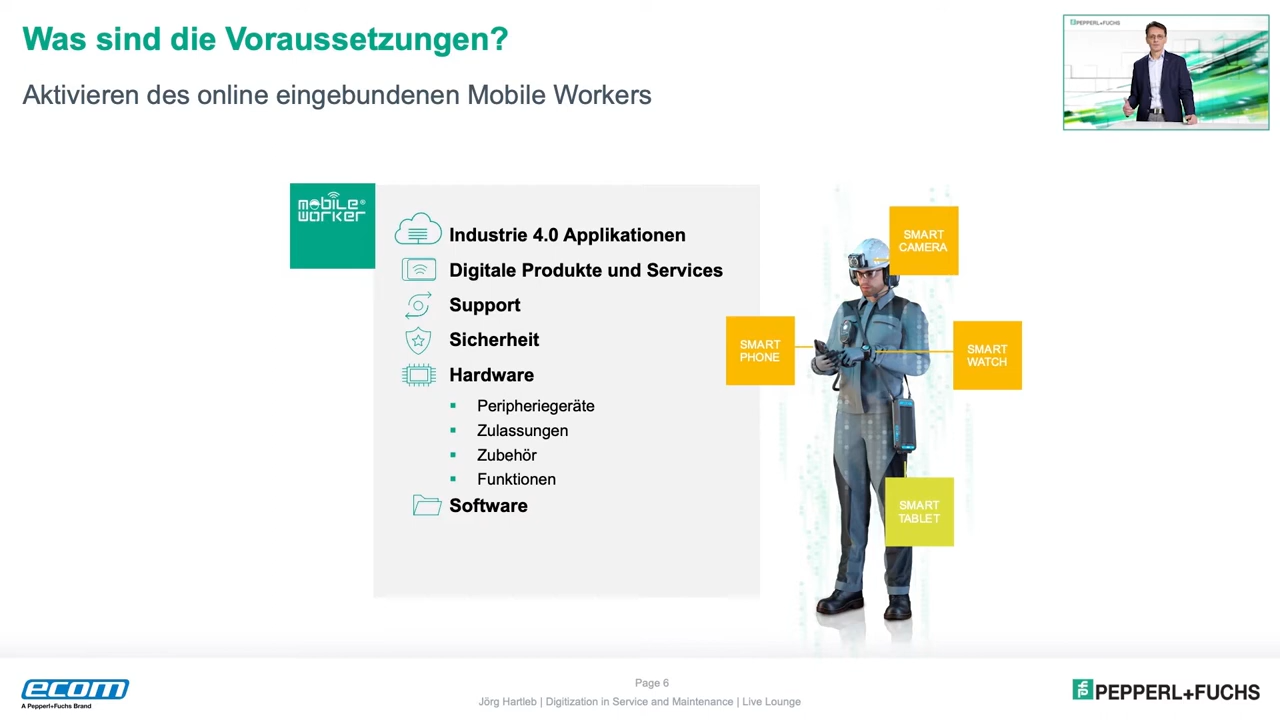 Was sind die Voraussetzungen?
Aktivieren des online eingebundenen Mobile Workers
PEPPERL+FUCHS
mobile®
worker
Industrie 4.0 Applikationen
Digitale Produkte und Services
Support
Sicherheit
Hardware
Peripheriegeräte
Zulassungen
Zubehör
Funktionen
Software
SMART
CAMERA
SMART
PHONE
SMART
WATCH
SMART
TABLET
ecom
A Pepperl+Fuchs Brand
Page 6
Jörg Hartleb | Digitization in Service and Maintenance | Live Lounge
PEPPERL+FUCHS